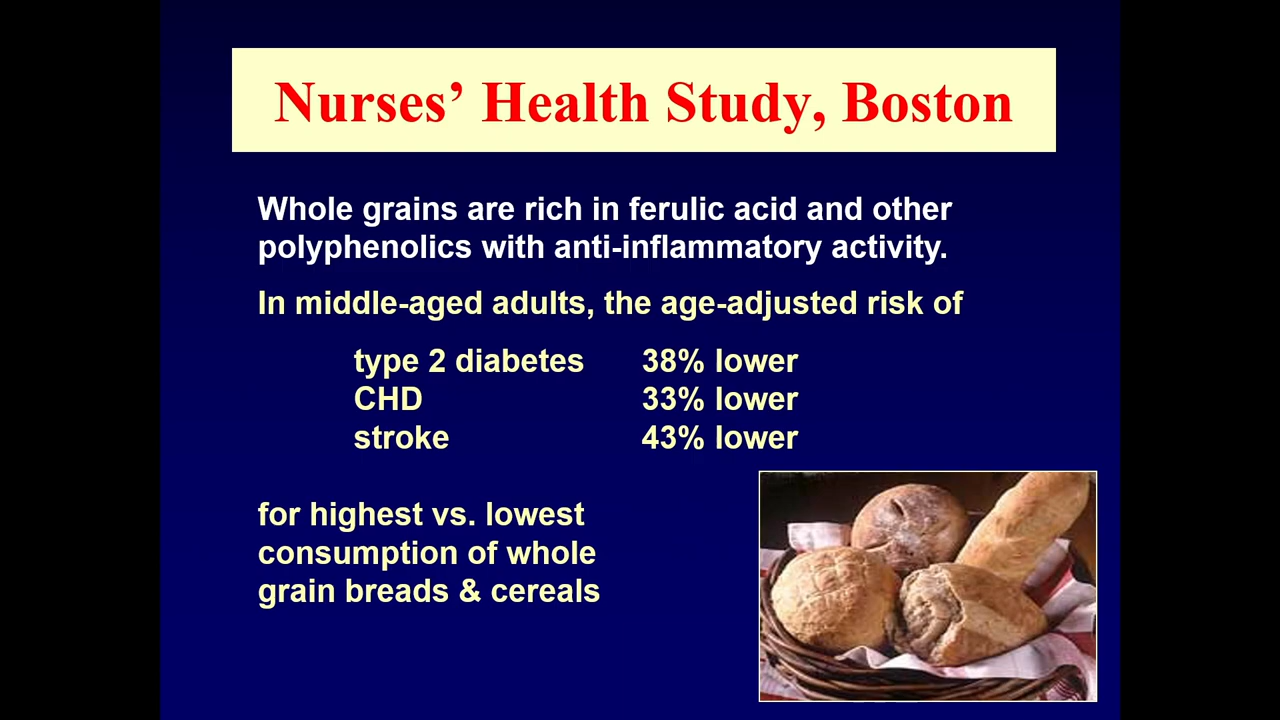 Nurses’ Health Study, Boston
Whole grains are rich in ferulic acid and other
polyphenolics with anti-inflammatory activity.
In middle-aged adults, the age-adjusted risk of
type 2 diabetes 38% lower
CHD 33% lower
stroke 43% lower
for highest vs. lowest
consumption of whole
grain breads & cereals